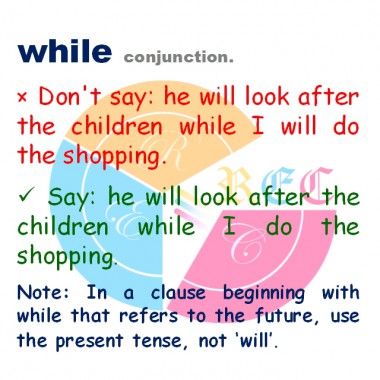 while conjunction.
× Don't say: he will look after
the children while I will do
the shopping.
✓ Say: he will look after the
children while I do the
shopping.
Note: In a clause beginning with
while that refers to the future, use
the present tense, not ‘will’.
BEC